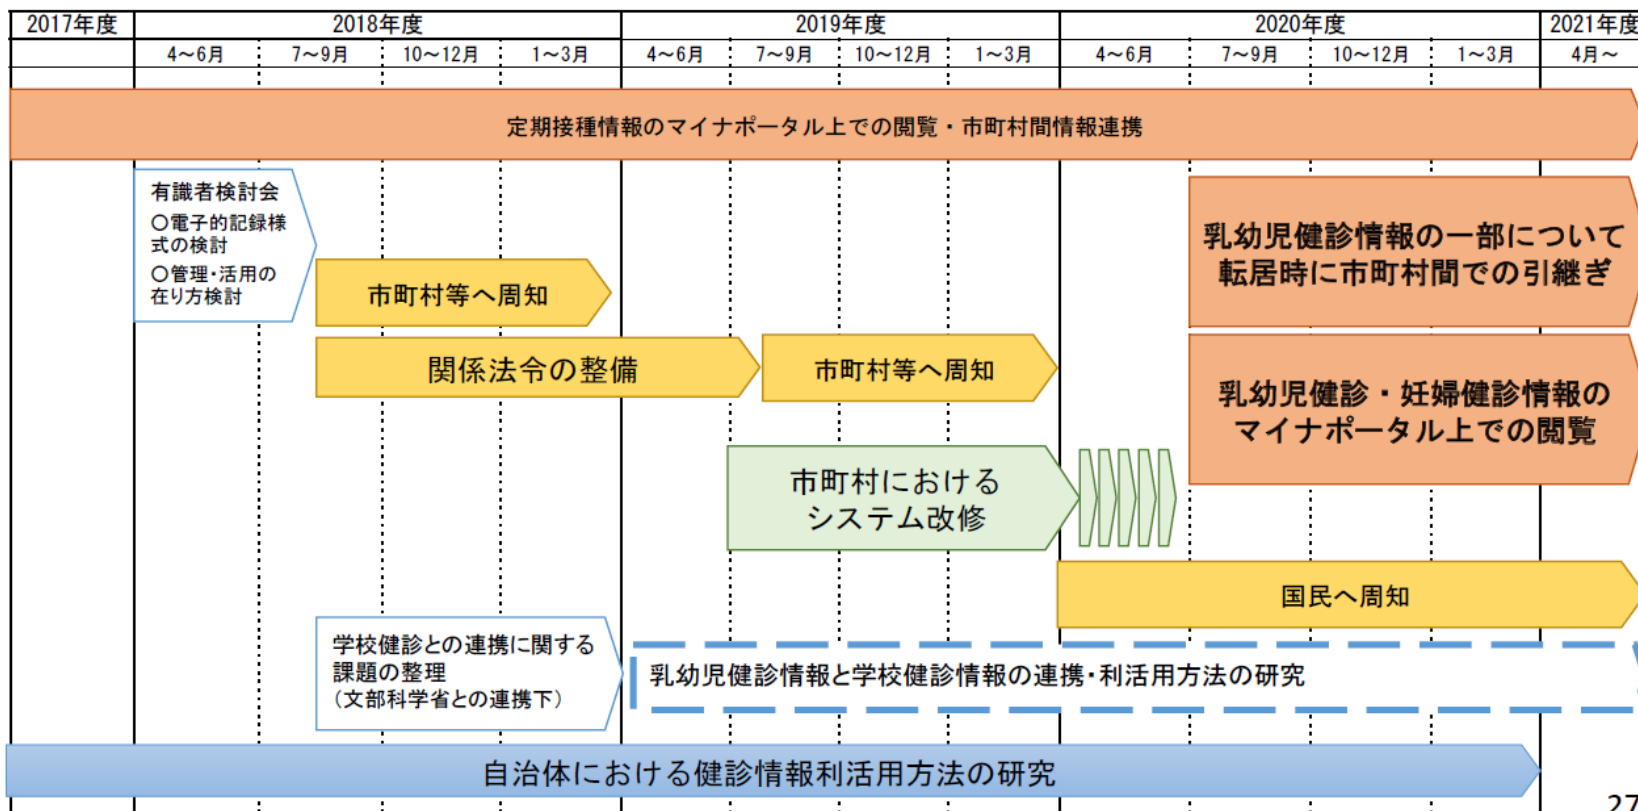 2017年度 2018年度 2019年度 2020年度 2021年度
4～6月 7～9月 10～12月 1～3月 4～6月 7～9月 10～12月 1～3月 4～6月 7～9月 10～12月 1～3月 4月～
定期接種情報のマイナポータル上での閲覧・市町村間情報連携
有識者検討会
○電子的記録様
式の検討
○管理・活用の
在り方検討
乳幼児健診情報の一部について
転居時に市町村間での引継ぎ
市町村等へ周知
関係法令の整備
市町村等へ周知
乳幼児健診・妊婦健診情報の
マイナポータル上での閲覧
市町村における
システム改修
国民へ周知
学校健診との連携に関する
課題の整理
（文部科学省との連携下）
乳幼児健診情報と学校健診情報の連携・利活用方法の研究
自治体における健診情報利活用方法の研究
27